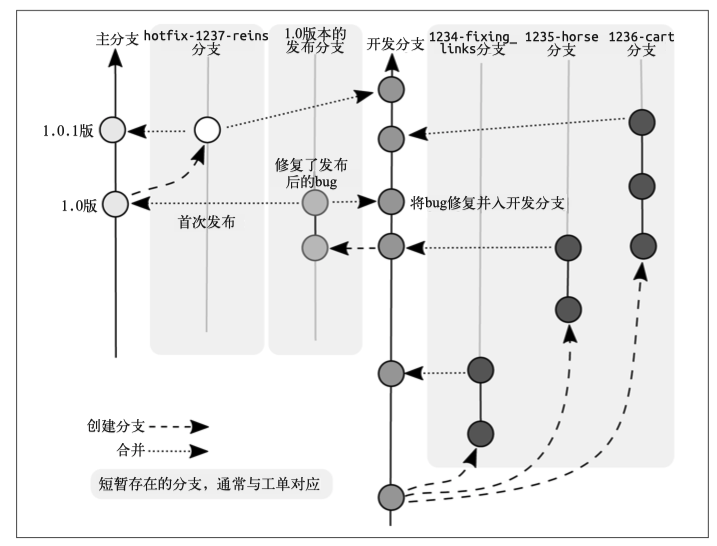 主分支
hotfix-1237-reins
分支
1.0版本的
发布分支
开发分支
1234-fixing_
links分支
1235-horse
分支
1236-cart
分支
1.0.1版
修复了发布
后的bug
1.0版
首次发布
将bug修复并入开发分支
创建分支
合并
短暂存在的分支，通常与工单对应